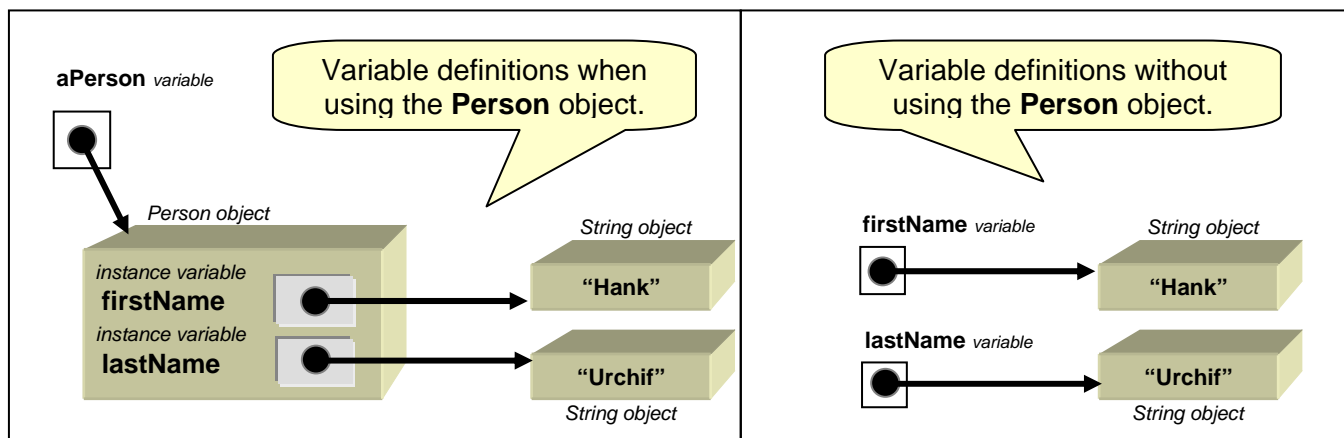 aPerson variable
Variable definitions when
using the Person object.
Person object
instance variable
firstName
instance variable
lastName
String object
“Hank”
“Urchif”
String object
Variable definitions without
using the Person object.
firstName variable
String object
“Hank”
lastName variable
“Urchif”
String object